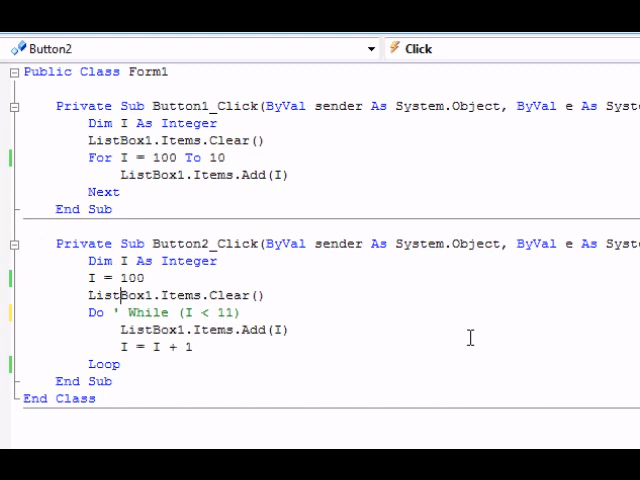 Button2
Click
Public Class Form1
Private Sub Button1_Click(ByVal sender As System.Object, ByVal e As Syst
Dim I As Integer
ListBox1.Items.Clear()
For I = 100 To 10
ListBox1.Items.Add(I)
Next
End Sub
Private Sub Button2_Click(ByVal sender As System.Object, ByVal e As Syst
Dim I As Integer
I = 100
ListBox1.Items.Clear()
Do ' While (I < 11)
ListBox1.Items.Add(I)
I = I + 1
Loop
End Sub
End Class